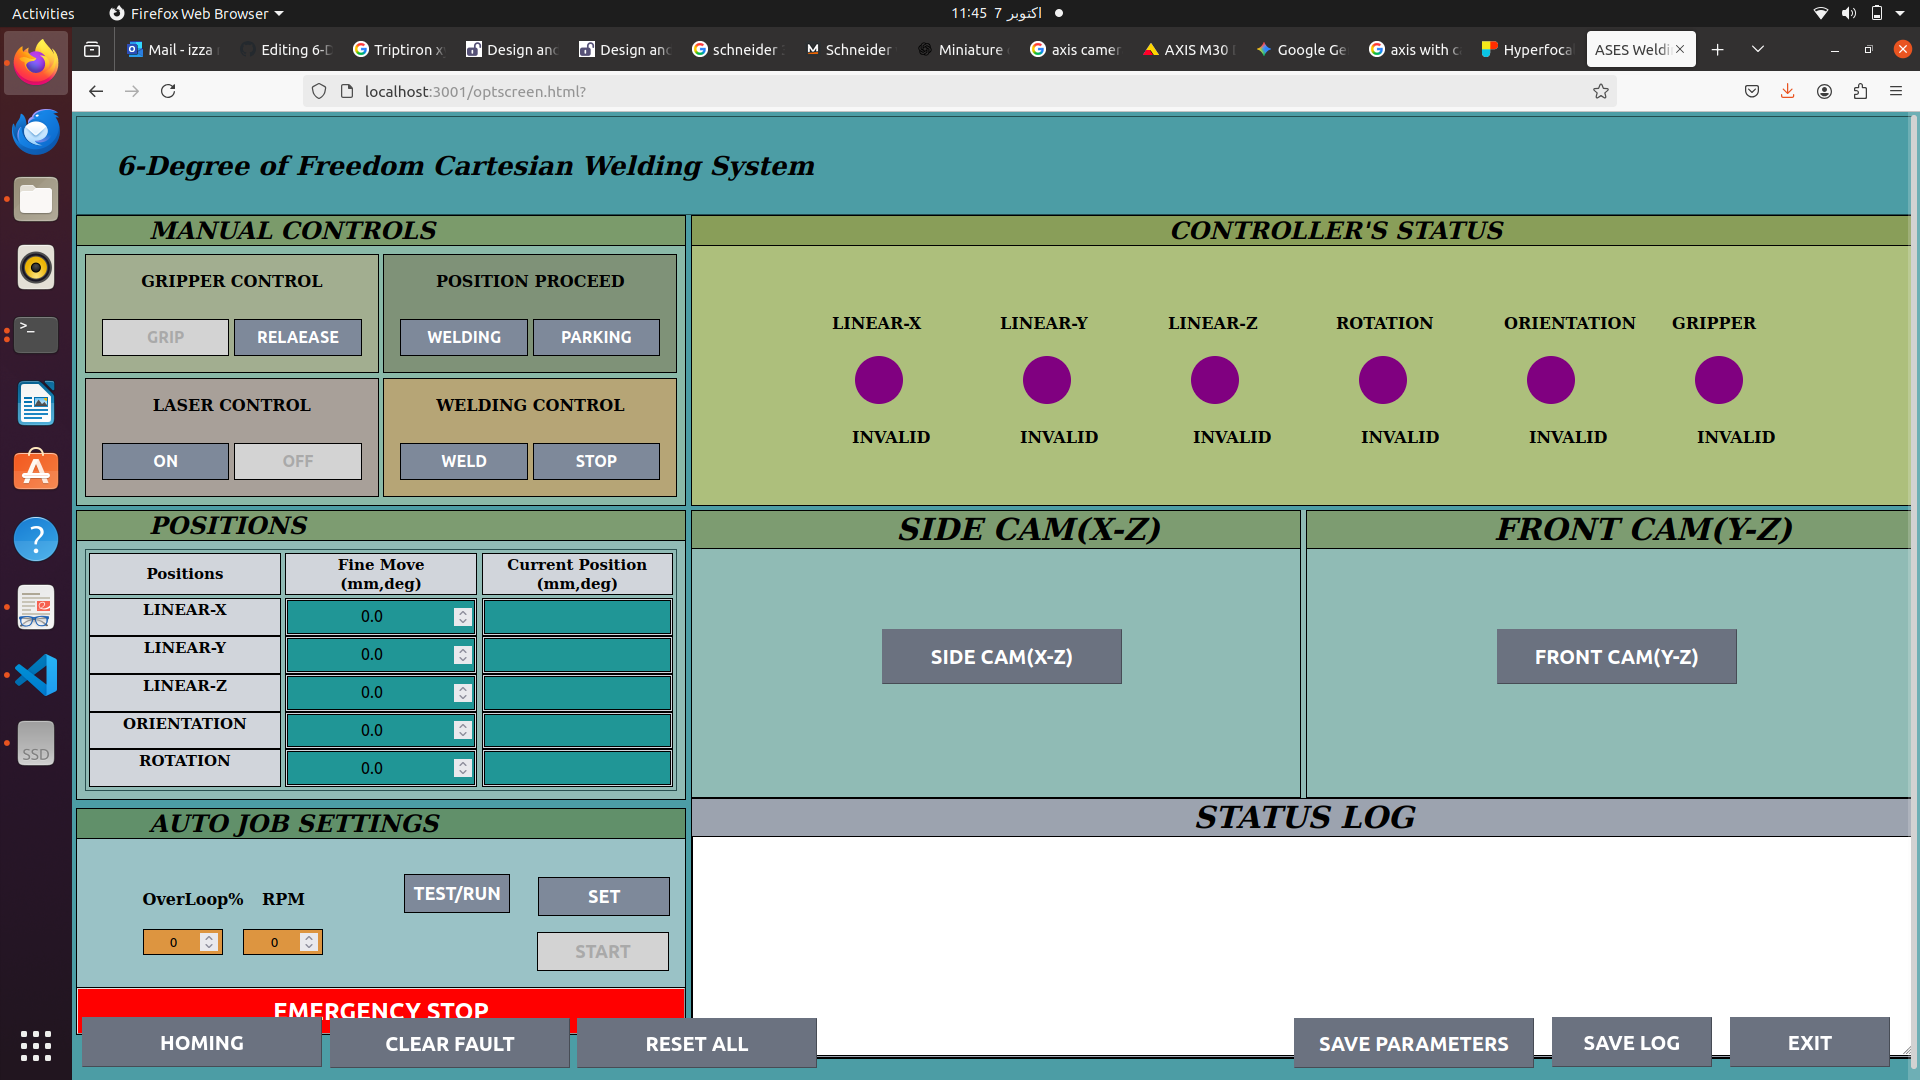 Activities
Firefox Web Browser
11:45 7 اکتوبر
Mail - izza
Editing 6-D
Triptiron x
Design and
Design and
schneider
Schneider
Miniature
axis camer
AXIS M30
Google Ge
axis with ca
Hyperfocal
ASES Weldi
localhost:3001/optscreen.html?
6-Degree of Freedom Cartesian Welding System
MANUAL CONTROLS
GRIPPER CONTROL
GRIP RELAEASE
POSITION PROCEED
WELDING PARKING
LASER CONTROL
ON OFF
WELDING CONTROL
WELD STOP
CONTROLLER'S STATUS
LINEAR-X LINEAR-Y LINEAR-Z ROTATION ORIENTATION GRIPPER
INVALID INVALID INVALID INVALID INVALID INVALID
POSITIONS
Positions
Fine Move
(mm,deg)
Current Position
(mm,deg)
LINEAR-X 0.0
LINEAR-Y 0.0
LINEAR-Z 0.0
ORIENTATION 0.0
ROTATION 0.0
SIDE CAM(X-Z)
SIDE CAM(X-Z)
FRONT CAM(Y-Z)
FRONT CAM(Y-Z)
AUTO JOB SETTINGS
OverLoop% RPM
0 0
TEST/RUN
SET
START
EMERGENCY STOP
STATUS LOG
HOMING
CLEAR FAULT
RESET ALL
SAVE PARAMETERS
SAVE LOG
EXIT
SSD